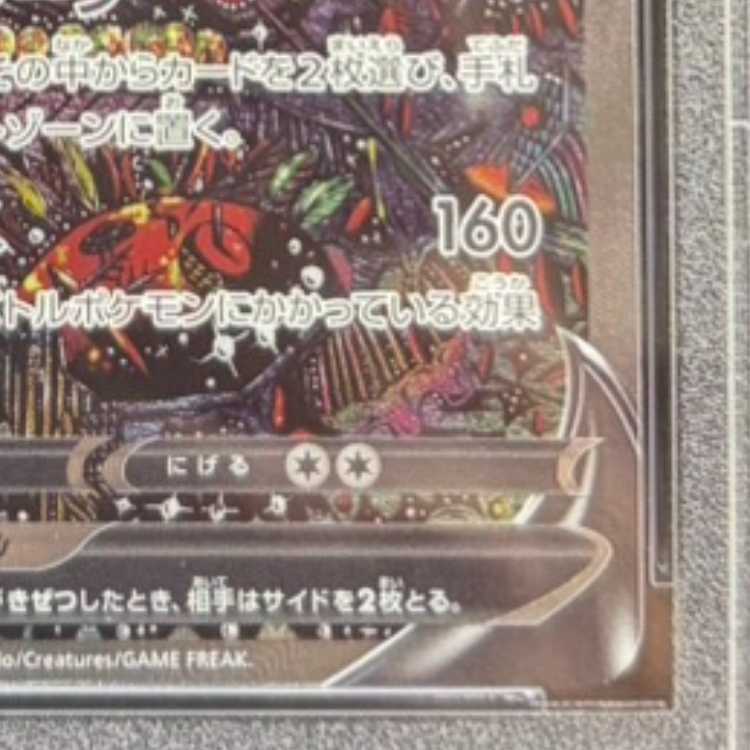 その中からカードを2枚選び、手札
ゾーンに置く。
160
トルポケモンにかかっている効果
にげる
きぜつしたとき、相手はサイドを2枚とる。
/Creatures/GAME FREAK.